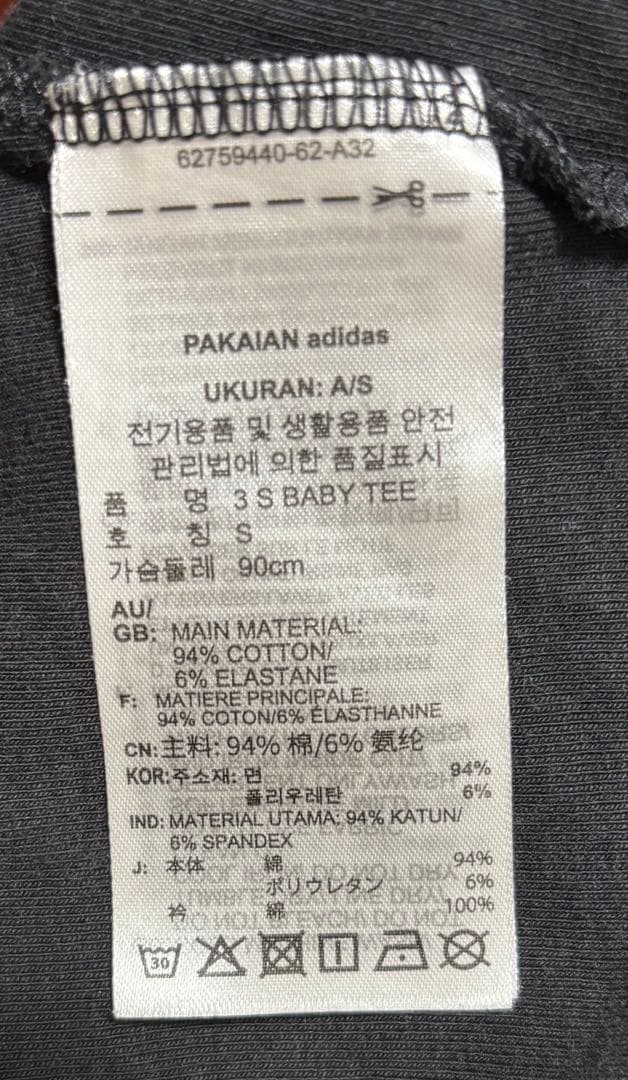 62759440-62-A32
PAKAIAN adidas
UKURAN: A/S
전기용품 및 생활용품 안전
관리법에 의한 품질표시
품 명 3 S BABY TEE
호 칭 S
가슴둘레 90cm
AU/
GB: MAIN MATERIAL:
94% COTTON/
6% ELASTANE
F: MATIERE PRINCIPALE:
94% COTON/6% ÉLASTHANNE
CN: 主料: 94% 棉/6% 氨纶
KOR: 주소재: 면 94%
폴리우레탄 6%
IND: MATERIAL UTAMA: 94% KATUN/
6% SPANDEX
J: 本体 綿 94%
ポリウレタン 6%
衿 綿 100%
30